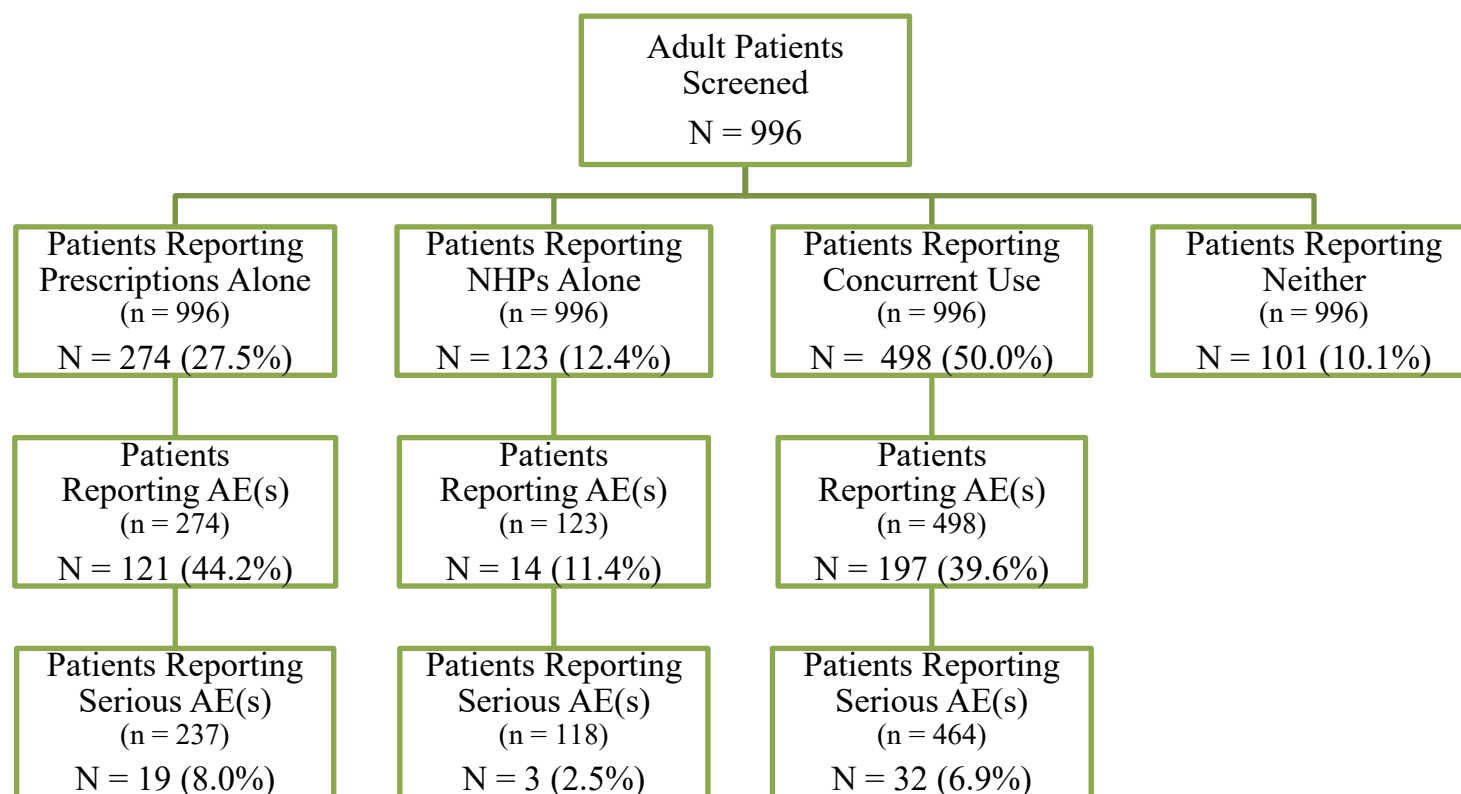 Adult Patients
Screened
N = 996
Patients Reporting
Prescriptions Alone
(n = 996)
N = 274 (27.5%)
Patients Reporting
NHPs Alone
(n = 996)
N = 123 (12.4%)
Patients Reporting
Concurrent Use
(n = 996)
N =  498 (50.0%)
Patients Reporting
Neither
(n = 996)
N = 101 (10.1%)
Patients
Reporting AE(s)
(n = 274)
N = 121 (44.2%)
Patients
Reporting AE(s)
(n = 123)
N = 14 (11.4%)
Patients
Reporting AE(s)
(n = 498)
N = 197 (39.6%)
Patients Reporting
Serious AE(s)
(n = 237)
N = 19 (8.0%)
Patients Reporting
Serious AE(s)
(n = 118)
N = 3 (2.5%)
Patients Reporting
Serious AE(s)
(n = 464)
N = 32 (6.9%)